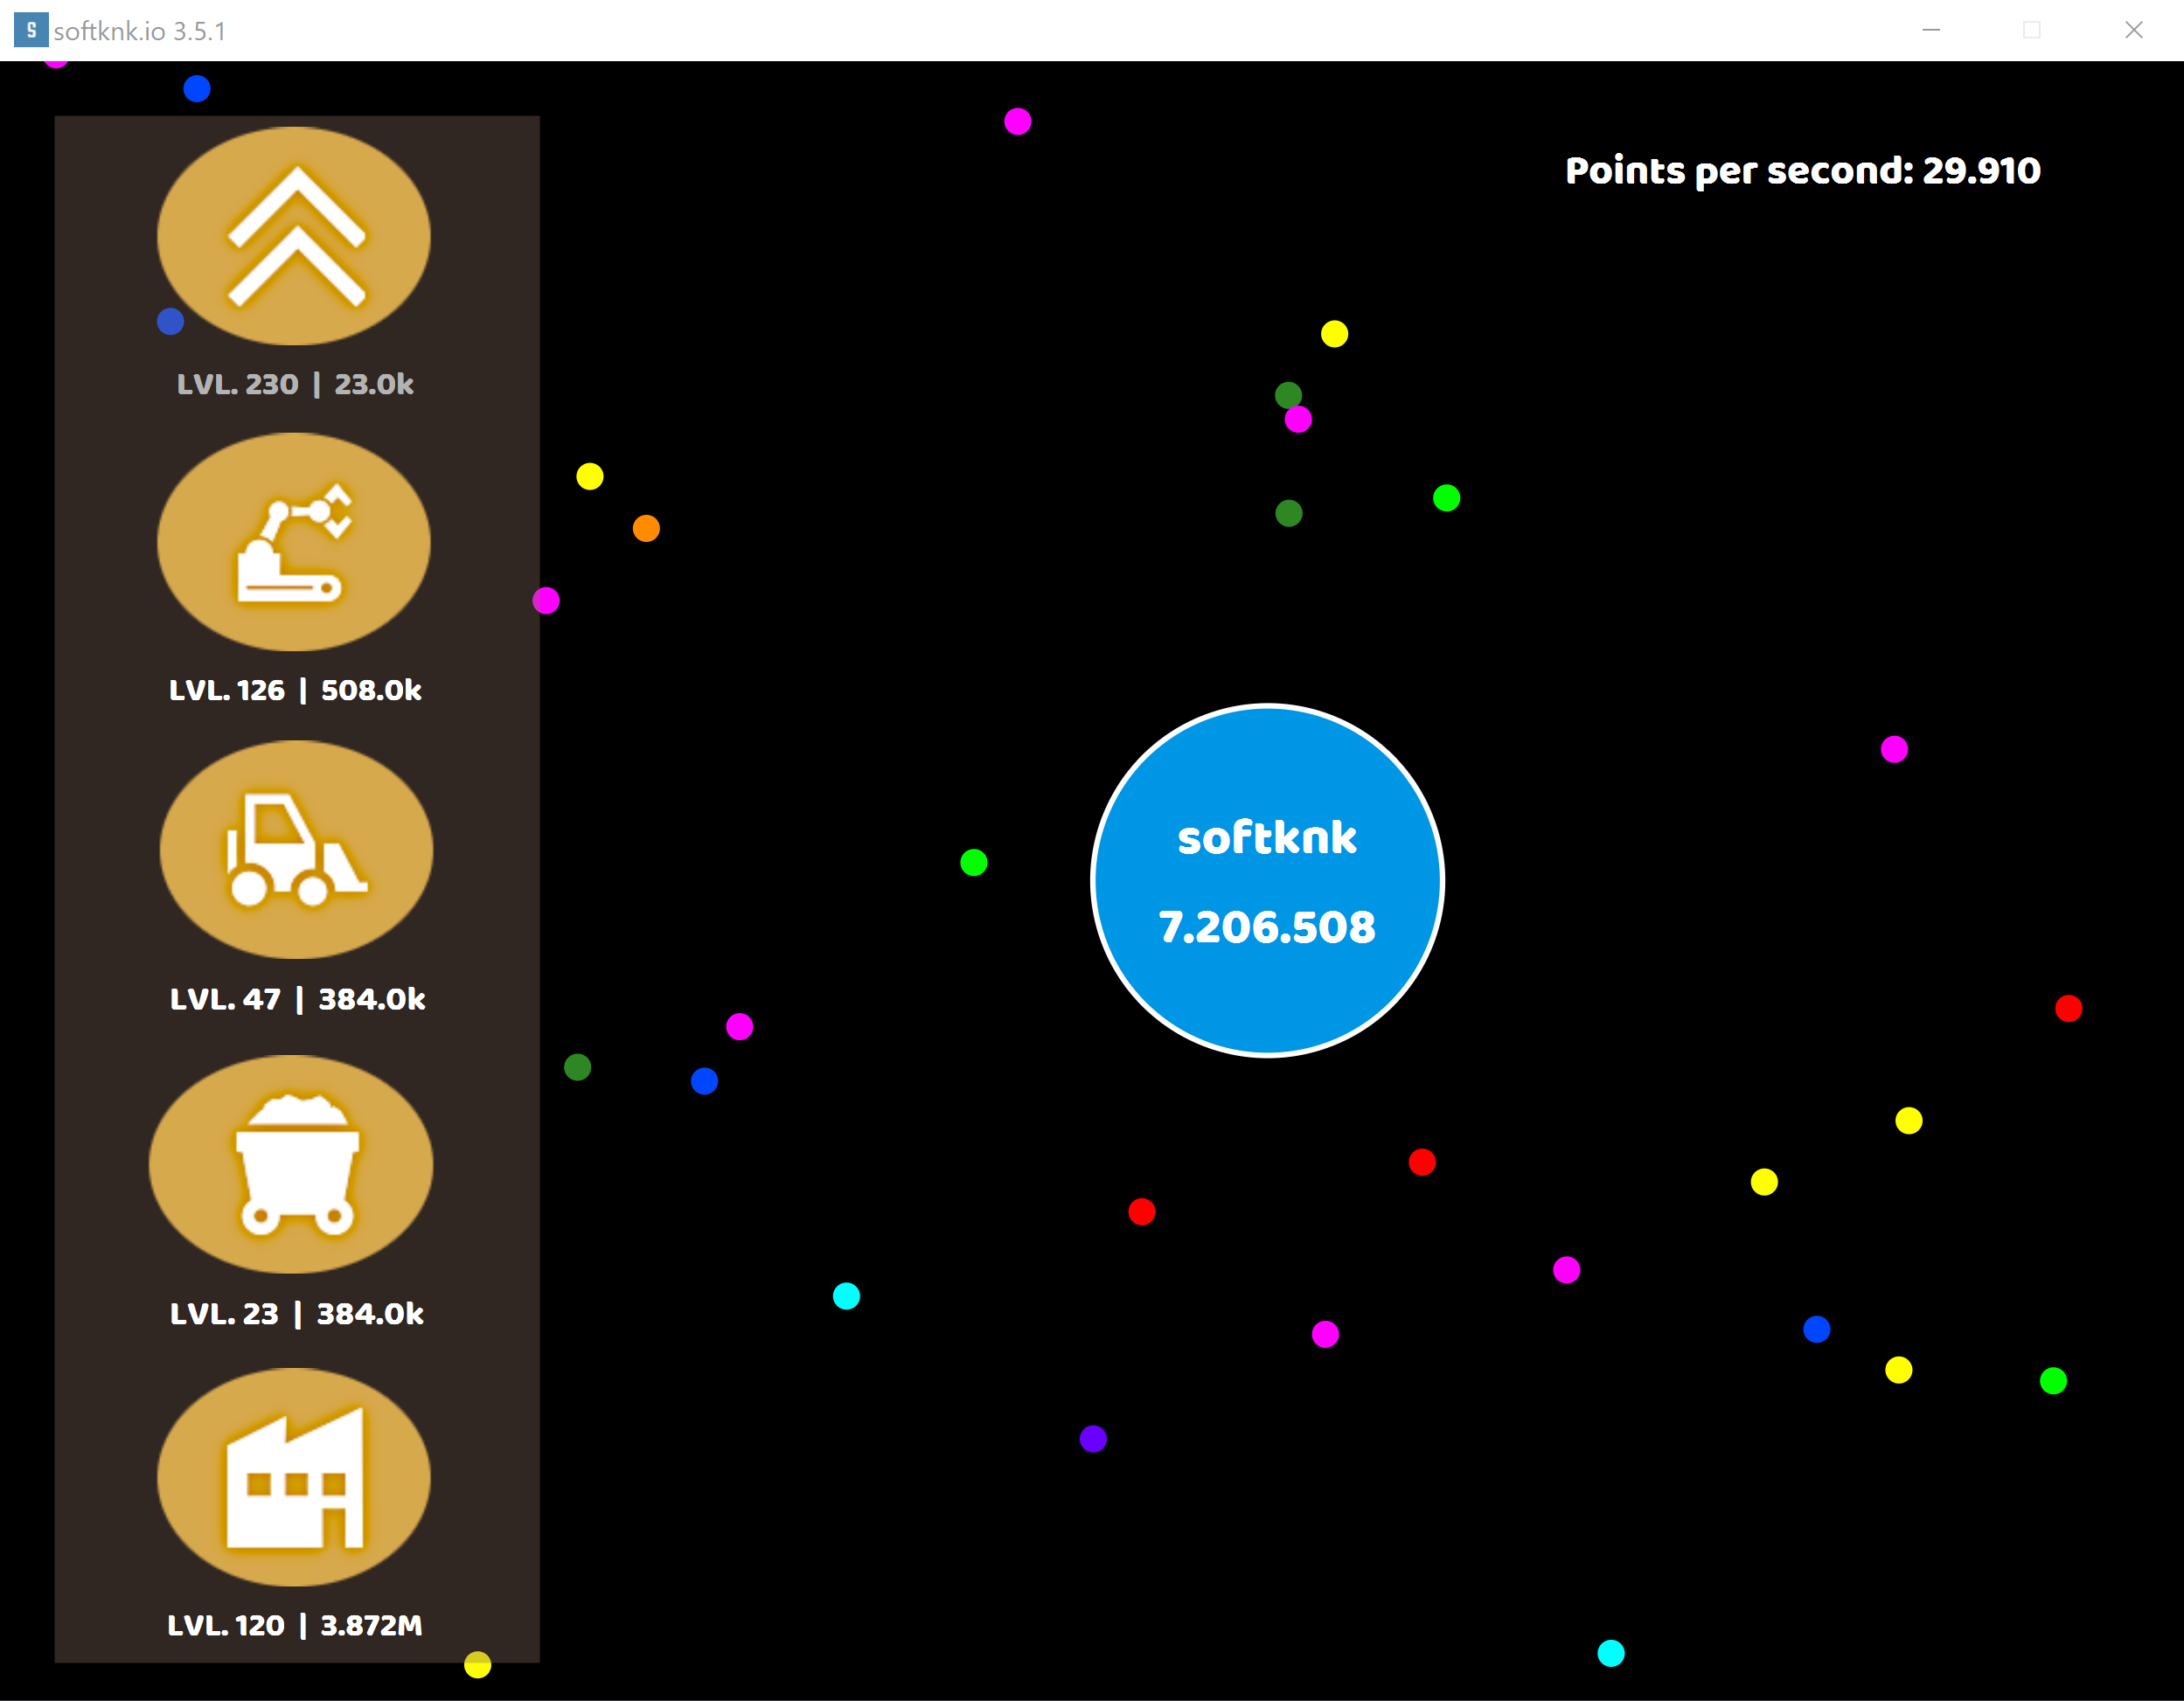 softknk.io 3.5.1
Points per second: 29.910
LVL. 230 | 23.0k
LVL. 126 | 508.0k
LVL. 47 | 384.0k
LVL. 23 | 384.0k
LVL. 120 | 3.872M
softknk
7.206.508